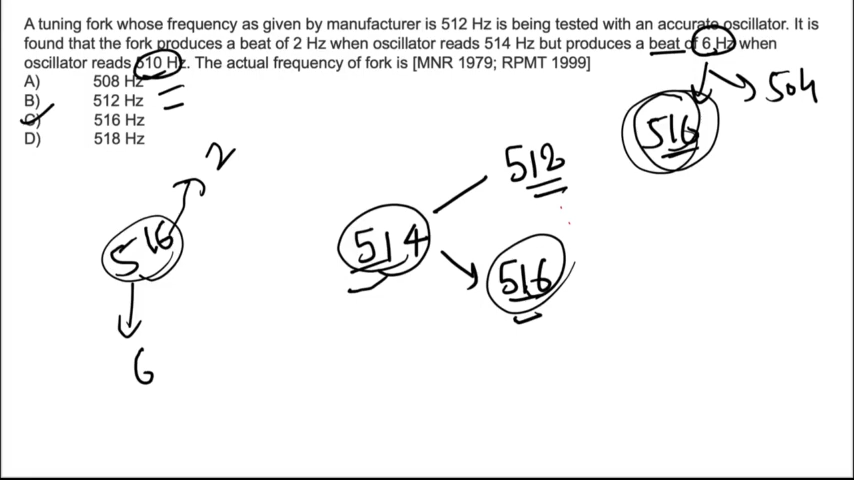 A tuning fork whose frequency as given by manufacturer is 512 Hz is being tested with an accurate oscillator. It is
found that the fork produces a beat of 2 Hz when oscillator reads 514 Hz but produces a beat of 6 Hz when
oscillator reads 510 Hz. The actual frequency of fork is [MNR 1979; RPMT 1999]
A) 508 Hz
B) 512 Hz
C) 516 Hz
D) 518 Hz
504
516
2
512
516
514
516
6